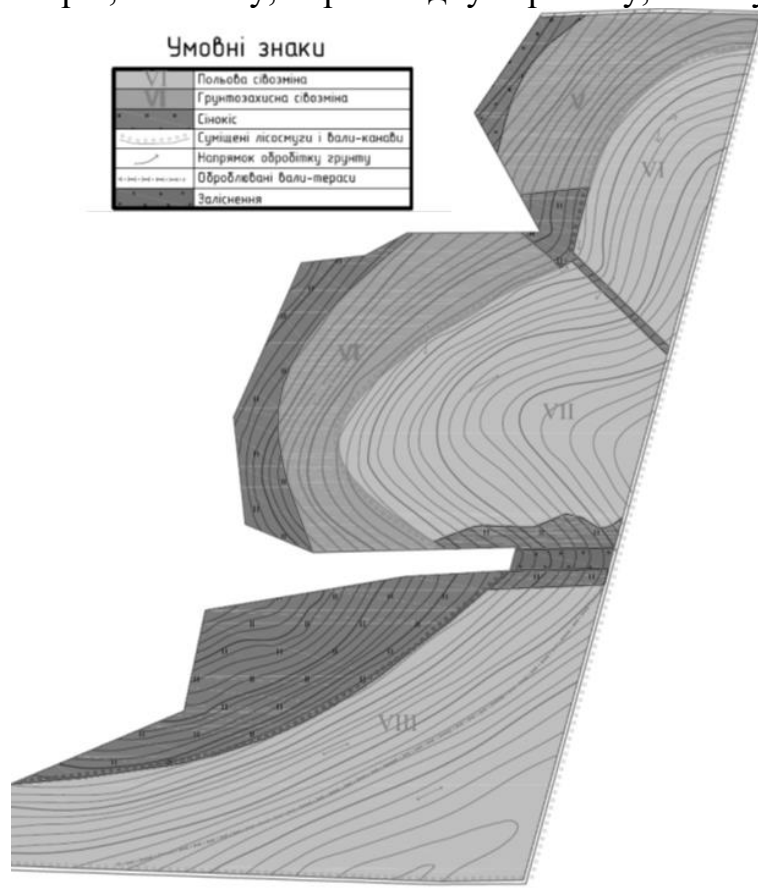 Умовні знаки
VI Польова сівозміна
VI Грунтозахисна сівозміна
Сінокіс
Суміщені лісосмуги і вали-канави
Напрямок обробітку грунту
Оброблювані вали-тераси
Заліснення
V
VI
VI
VII
VIII